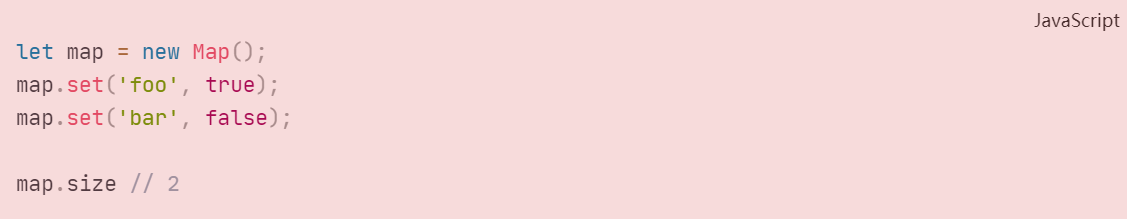 JavaScript
let map = new Map();
map.set('foo', true);
map.set('bar', false);
map.size // 2